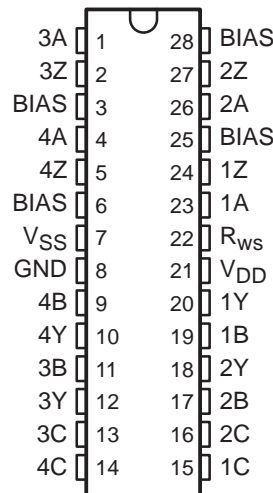 3A 1 28 BIAS
3Z 2 27 2Z
BIAS 3 26 2A
4A 4 25 BIAS
4Z 5 24 1Z
BIAS 6 23 1A
VSS 7 22 Rws
GND 8 21 VDD
4B 9 20 1Y
4Y 10 19 1B
3B 11 18 2Y
3Y 12 17 2B
3C 13 16 2C
4C 14 15 1C